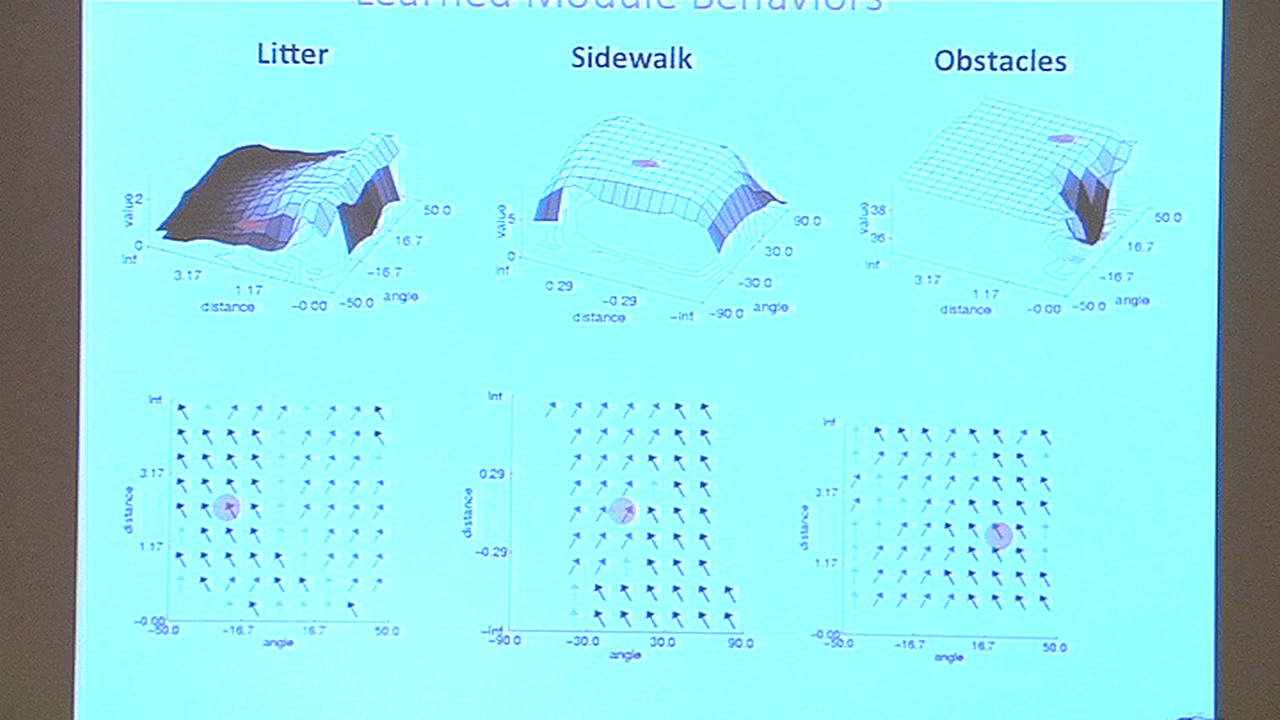 Learned Module Behaviors
Litter
Sidewalk
Obstacles
value
2
0
Inf
3.17
1.17
-0.00
distance
-50.0
-16.7
16.7
50.0
angle
value
5
0
Inf
0.29
-0.29
-Inf
distance
-90.0
-30.0
30.0
90.0
angle
value
38
36
Inf
3.17
1.17
-0.00
distance
-50.0
-16.7
16.7
50.0
angle
Inf
3.17
1.17
-0.00
distance
-50.0
-16.7
16.7
50.0
angle
Inf
0.29
-0.29
-Inf
distance
-90.0
-30.0
30.0
90.0
angle
Inf
3.17
1.17
-0.00
distance
-50.0
-16.7
16.7
50.0
angle